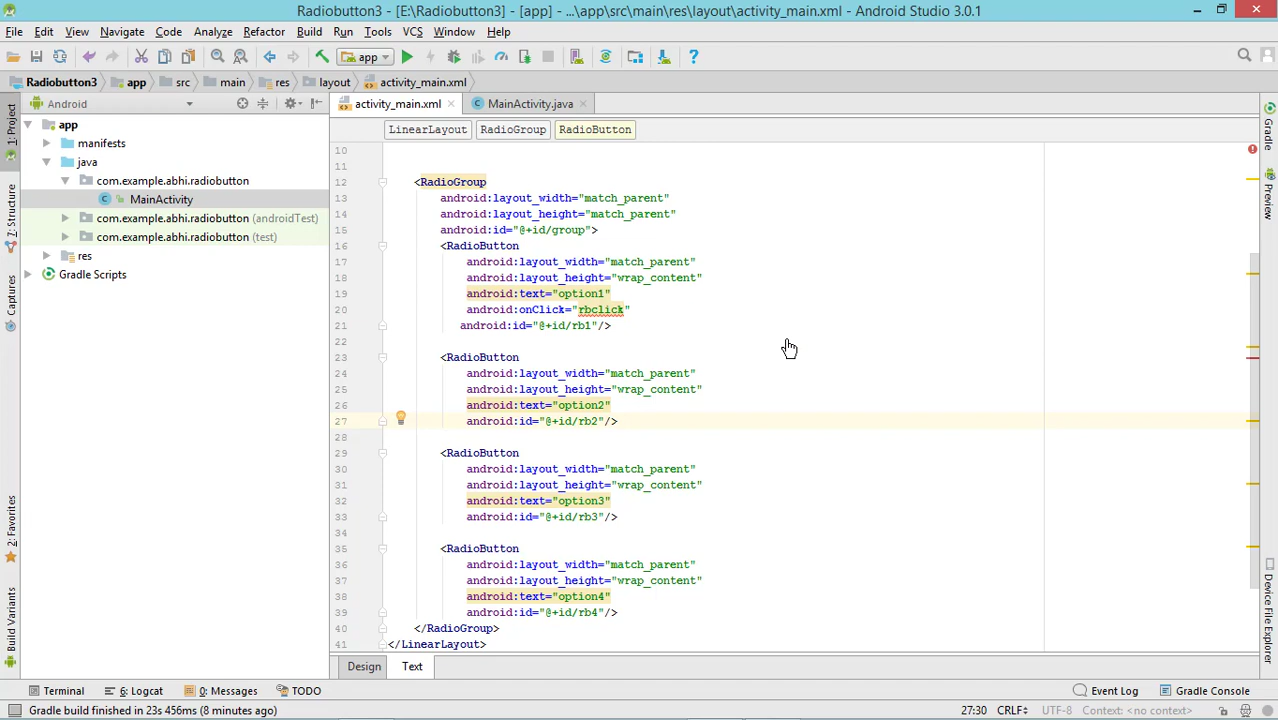 Radiobutton3 - [E:\Radiobutton3] - [app] - ...\app\src\main\res\layout\activity_main.xml - Android Studio 3.0.1
File Edit View Navigate Code Analyze Refactor Build Run Tools VCS Window Help
app
Radiobutton3 app src main res layout activity_main.xml
Android
activity_main.xml MainActivity.java
1: Project
7: Structure
Captures
2: Favorites
Build Variants
app
manifests
java
com.example.abhi.radiobutton
MainActivity
com.example.abhi.radiobutton (androidTest)
com.example.abhi.radiobutton (test)
res
Gradle Scripts
LinearLayout RadioGroup RadioButton
10
11
12 <RadioGroup
13 android:layout_width="match_parent"
14 android:layout_height="match_parent"
15 android:id="@+id/group">
16 <RadioButton
17 android:layout_width="match_parent"
18 android:layout_height="wrap_content"
19 android:text="option1"
20 android:onClick="rbclick"
21 android:id="@+id/rb1"/>
22
23 <RadioButton
24 android:layout_width="match_parent"
25 android:layout_height="wrap_content"
26 android:text="option2"
27 android:id="@+id/rb2"/>
28
29 <RadioButton
30 android:layout_width="match_parent"
31 android:layout_height="wrap_content"
32 android:text="option3"
33 android:id="@+id/rb3"/>
34
35 <RadioButton
36 android:layout_width="match_parent"
37 android:layout_height="wrap_content"
38 android:text="option4"
39 android:id="@+id/rb4"/>
40 </RadioGroup>
41 </LinearLayout>
Gradle
Preview
Device File Explorer
Design Text
Terminal 6: Logcat 0: Messages TODO Event Log Gradle Console
Gradle build finished in 23s 456ms (8 minutes ago) 27:30 CRLF UTF-8 Context: <no context>